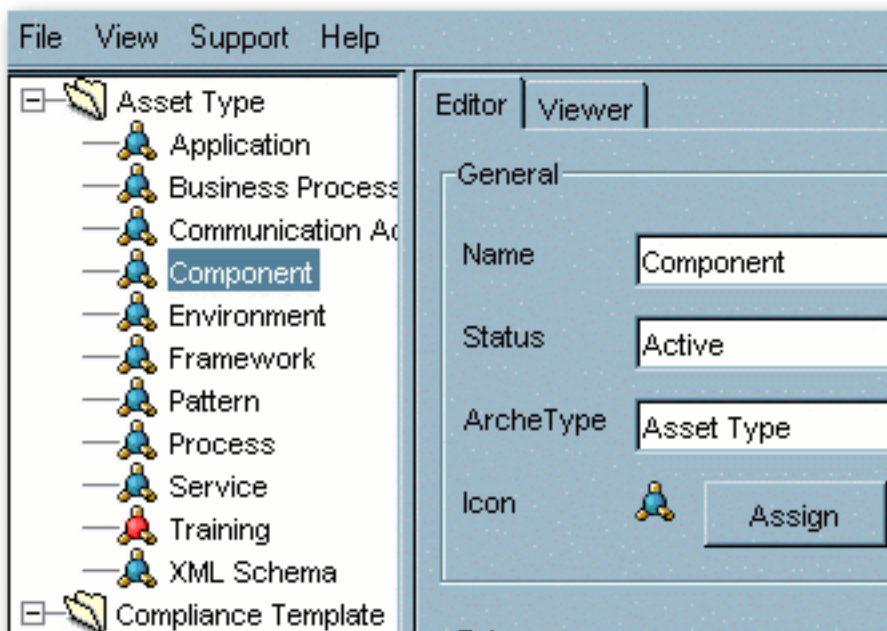 File View Support Help
Asset Type
Application
Business Process
Communication
Component
Environment
Framework
Pattern
Process
Service
Training
XML Schema
Compliance Template
Editor Viewer
General
Name Component
Status Active
ArcheType Asset Type
Icon Assign